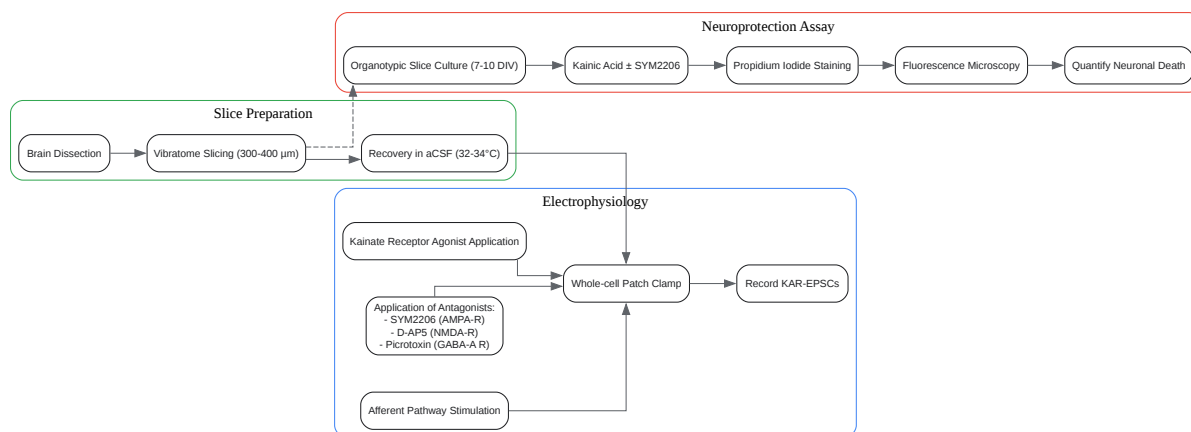 Neuroprotection Assay
Organotypic Slice Culture (7-10 DIV)
Kainic Acid ± SYM2206
Propidium Iodide Staining
Fluorescence Microscopy
Quantify Neuronal Death
Slice Preparation
Brain Dissection
Vibratome Slicing (300-400 µm)
Recovery in aCSF (32-34°C)
Electrophysiology
Kainate Receptor Agonist Application
Whole-cell Patch Clamp
Record KAR-EPSCs
Application of Antagonists:
- SYM2206 (AMPA-R)
- D-AP5 (NMDA-R)
- Picrotoxin (GABA-A R)
Afferent Pathway Stimulation